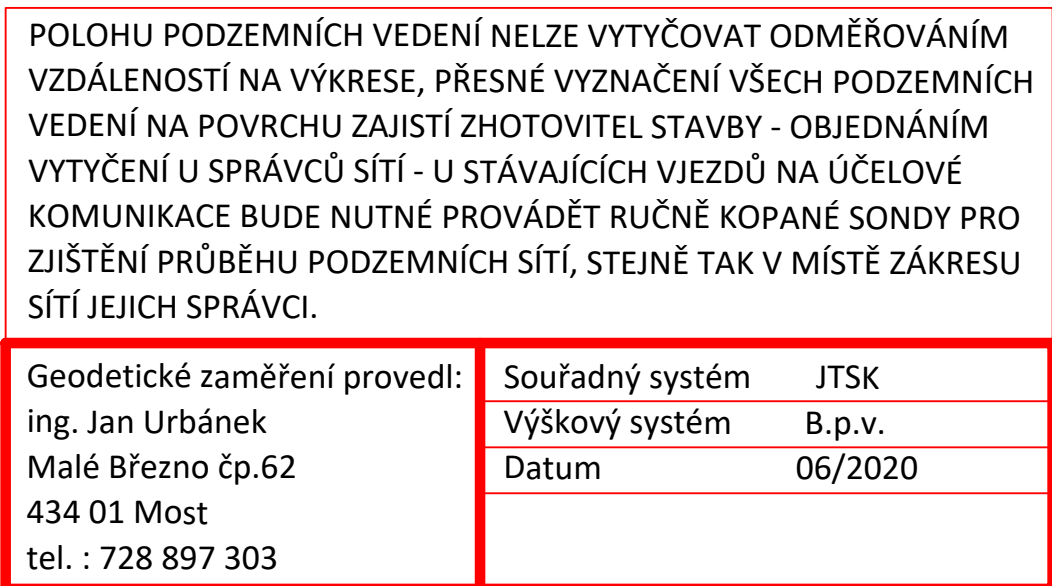 POLOHU PODZEMNÍCH VEDENÍ NELZE VYTYČOVAT ODMĚŘOVÁNÍM
VZDÁLENOSTÍ NA VÝKRESE, PŘESNÉ VYZNAČENÍ VŠECH PODZEMNÍCH
VEDENÍ NA POVRCHU ZAJISTÍ ZHOTOVITEL STAVBY - OBJEDNÁNÍM
VYTYČENÍ U SPRÁVCŮ SÍTÍ - U STÁVAJÍCÍCH VJEZDŮ NA ÚČELOVÉ
KOMUNIKACE BUDE NUTNÉ PROVÁDĚT RUČNĚ KOPANÉ SONDY PRO
ZJIŠTĚNÍ PRŮBĚHU PODZEMNÍCH SÍTÍ, STEJNĚ TAK V MÍSTĚ ZÁKRESU
SÍTÍ JEJICH SPRÁVCI.
Geodetické zaměření provedl:
ing. Jan Urbánek
Malé Březno čp.62
434 01 Most
tel. : 728 897 303
Souřadný systém JTSK
Výškový systém B.p.v.
Datum 06/2020